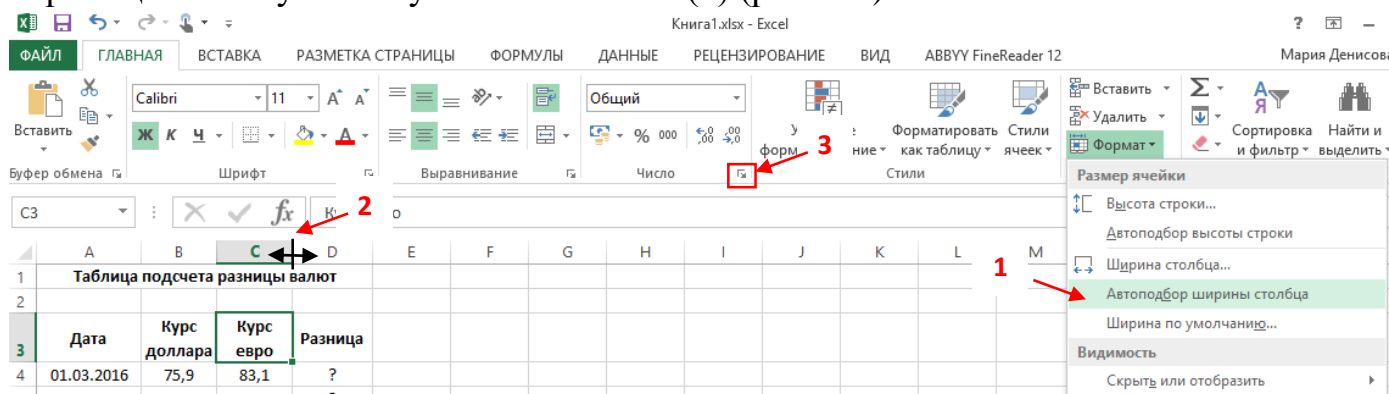 Книга1.xlsx - Excel
?
ФАЙЛ ГЛАВНАЯ ВСТАВКА РАЗМЕТКА СТРАНИЦЫ ФОРМУЛЫ ДАННЫЕ РЕЦЕНЗИРОВАНИЕ ВИД ABBYY FineReader 12 Мария Денисова
Calibri 11 A A Общий Вставить Σ
Удалить
Вставить Ж К Ч А % 000 Форматировать Стили Сортировка Найти и
форм 3 ние как таблицу ячеек Формат и фильтр выделить
Буфер обмена Шрифт Выравнивание Число Стили
Размер ячейки
C3 fx 2 о
Высота строки...
Автоподбор высоты строки
A B C D E F G H I J K L M
1 Ширина столбца...
1 Таблица подсчета разницы валют
Автоподбор ширины столбца
2
Ширина по умолчанию...
3 Дата Курс доллара Курс евро Разница
Видимость
4 01.03.2016 75,9 83,1 ?
Скрыть или отобразить